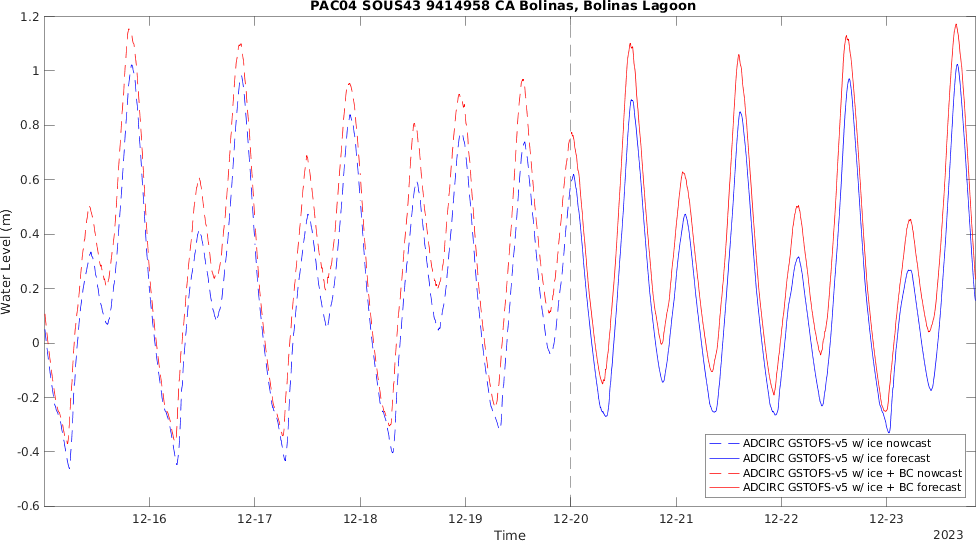 PAC04 SOUS43 9414958 CA Bolinas, Bolinas Lagoon
1.2
1
0.8
0.6
0.4
0.2
0
-0.2
-0.4
-0.6
Water Level (m)
12-16 12-17 12-18 12-19 12-20 12-21 12-22 12-23
Time
2023
ADCIRC GSTOFS-v5 w/ ice nowcast
ADCIRC GSTOFS-v5 w/ ice forecast
ADCIRC GSTOFS-v5 w/ ice + BC nowcast
ADCIRC GSTOFS-v5 w/ ice + BC forecast